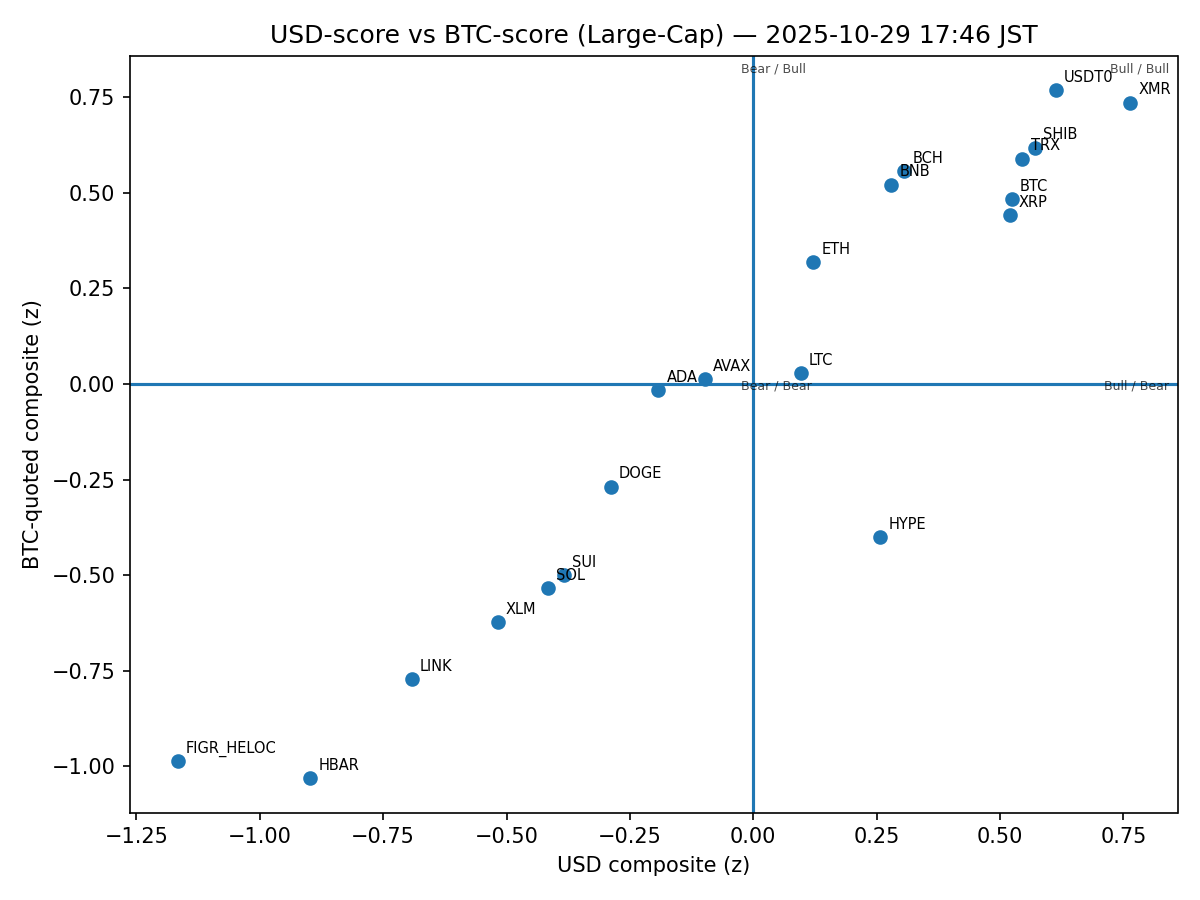 USD-score vs BTC-score (Large-Cap) — 2025-10-29 17:46 JST
Bear / Bull
Bull / Bull
USDT0
XMR
SHIB
TRX
BCH
BNB
BTC
XRP
ETH
LTC
AVAX
ADA
Bear / Bear
Bull / Bear
DOGE
HYPE
SUI
SOL
XLM
LINK
FIGR_HELOC
HBAR
0.75
0.50
0.25
0.00
−0.25
−0.50
−0.75
−1.00
BTC-quoted composite (z)
−1.25 −1.00 −0.75 −0.50 −0.25 0.00 0.25 0.50 0.75
USD composite (z)